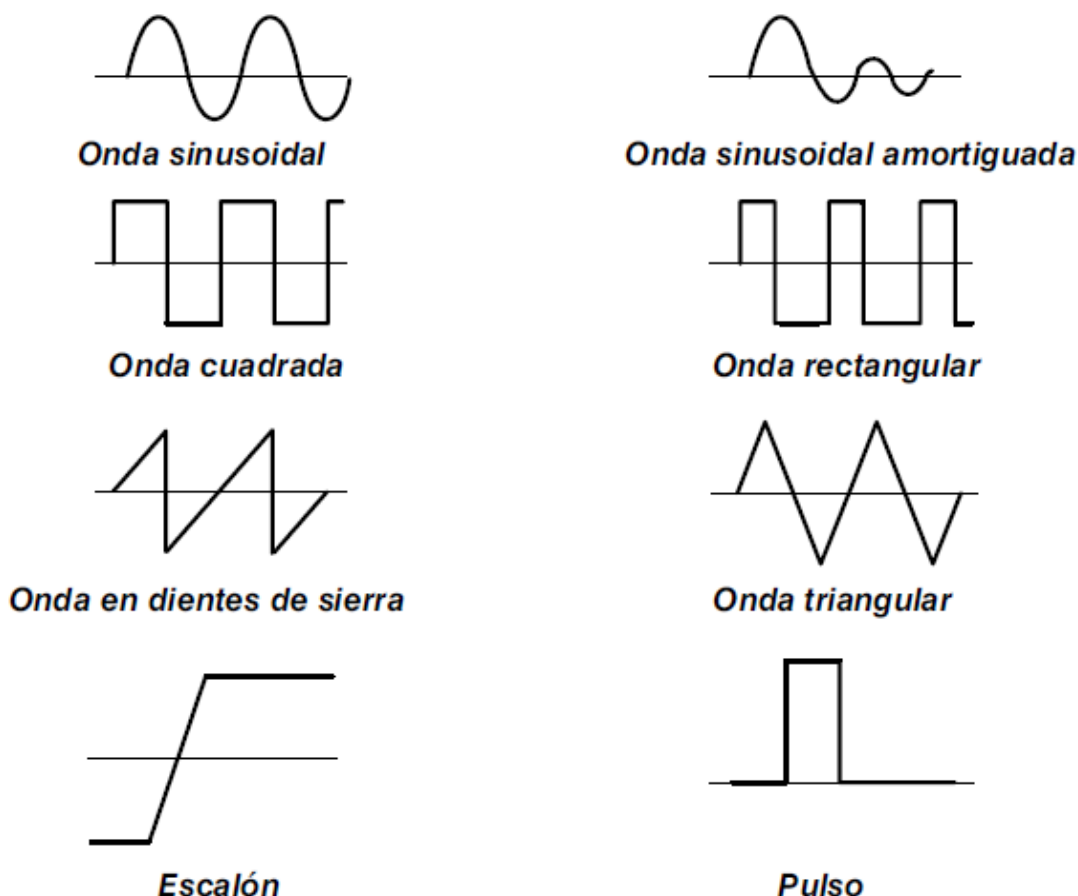 Onda sinusoidal
Onda sinusoidal amortiguada
Onda cuadrada
Onda rectangular
Onda en dientes de sierra
Onda triangular
Escalón
Pulso